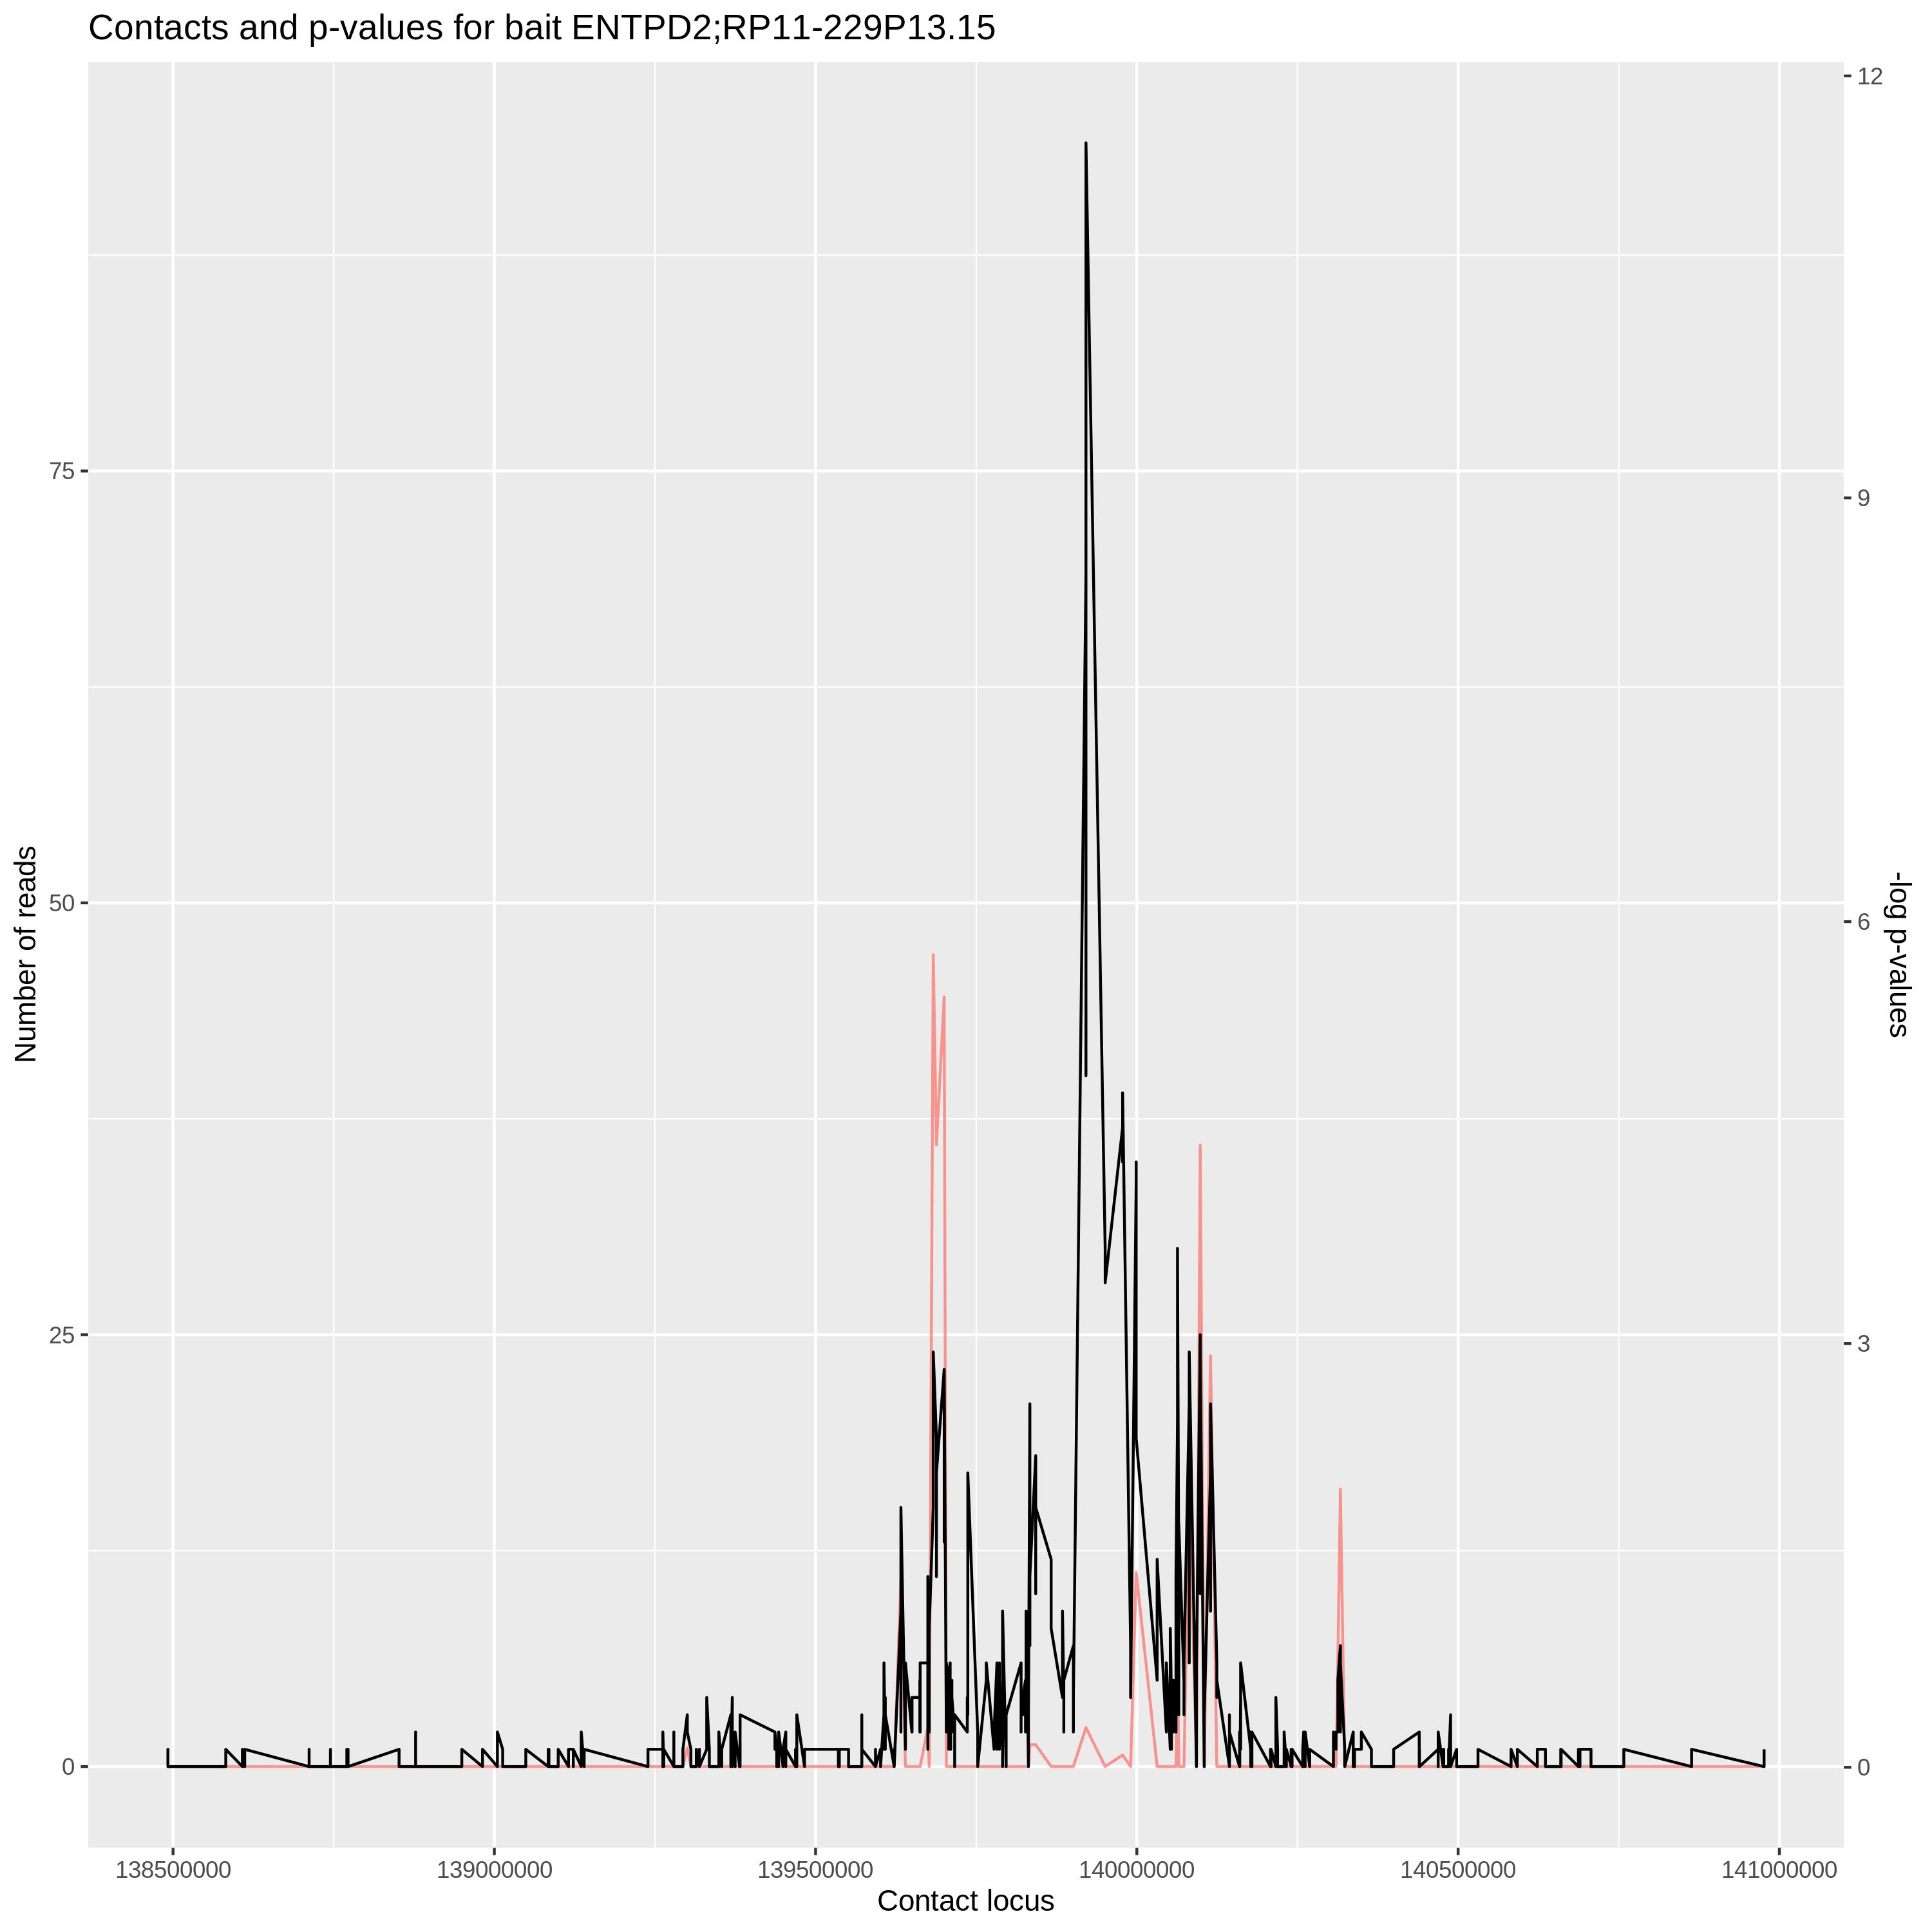 Contacts and p-values for bait ENTPD2;RP11-229P13.15
Number of reads
75
50
25
0
12
9
6
3
0
-log p-values
138500000 139000000 139500000 140000000 140500000 141000000
Contact locus